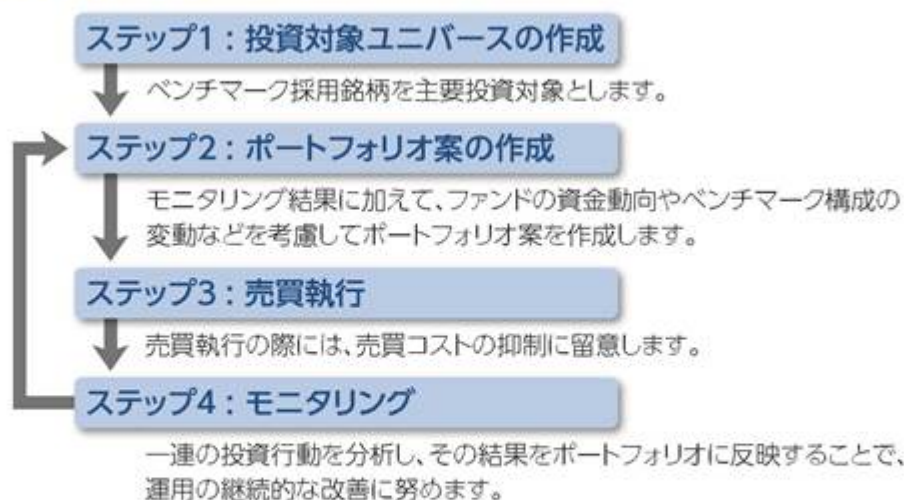 ステップ1：投資対象ユニバースの作成
ベンチマーク採用銘柄を主要投資対象とします。
ステップ2：ポートフォリオ案の作成
モニタリング結果に加えて、ファンドの資金動向やベンチマーク構成の
変動などを考慮してポートフォリオ案を作成します。
ステップ3：売買執行
売買執行の際には、売買コストの抑制に留意します。
ステップ4：モニタリング
一連の投資行動を分析し、その結果をポートフォリオに反映することで、
運用の継続的な改善に努めます。